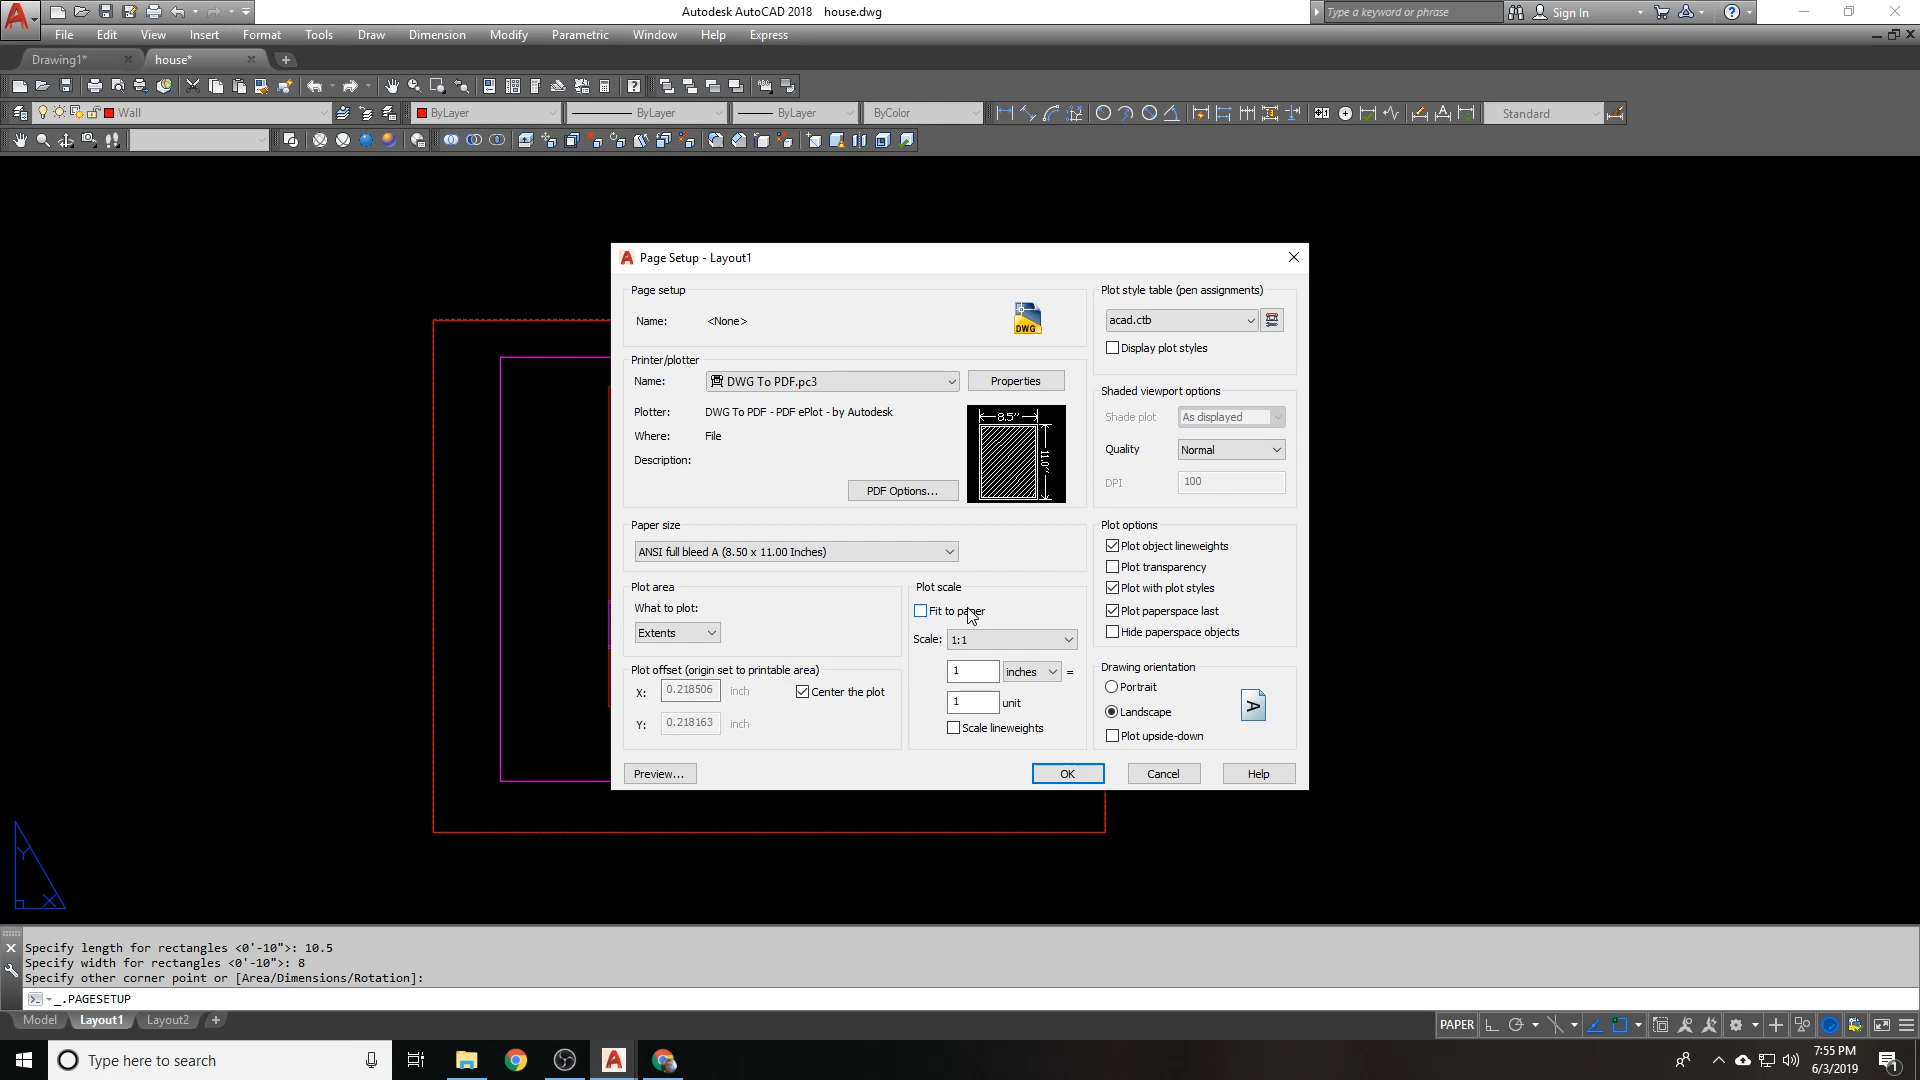 Autodesk AutoCAD 2018 house.dwg
Type a keyword or phrase
Sign In
File Edit View Insert Format Tools Draw Dimension Modify Parametric Window Help Express
Drawing1* house*
Wall ByLayer ByLayer ByLayer ByColor Standard
Page Setup - Layout1
Page setup
Name: <None>
DWG
Printer/plotter
Name: DWG To PDF.pc3 Properties
Plotter: DWG To PDF - PDF ePlot - by Autodesk
Where: File
Description:
8.5''
11.0''
PDF Options...
Paper size
ANSI full bleed A (8.50 x 11.00 Inches)
Plot area
What to plot:
Extents
Plot offset (origin set to printable area)
X: 0.218506 inch
Center the plot
Y: 0.218163 inch
Plot scale
Fit to paper
Scale: 1:1
1 inches =
1 unit
Scale lineweights
Plot style table (pen assignments)
acad.ctb
Display plot styles
Shaded viewport options
Shade plot As displayed
Quality Normal
DPI 100
Plot options
Plot object lineweights
Plot transparency
Plot with plot styles
Plot paperspace last
Hide paperspace objects
Drawing orientation
Portrait
Landscape
A
Plot upside-down
Preview... OK Cancel Help
Y
X
Specify length for rectangles <0'-10">: 10.5
Specify width for rectangles <0'-10">: 8
Specify other corner point or [Area/Dimensions/Rotation]:
_.PAGESETUP
Model Layout1 Layout2
PAPER
Type here to search
7:55 PM
6/3/2019
1